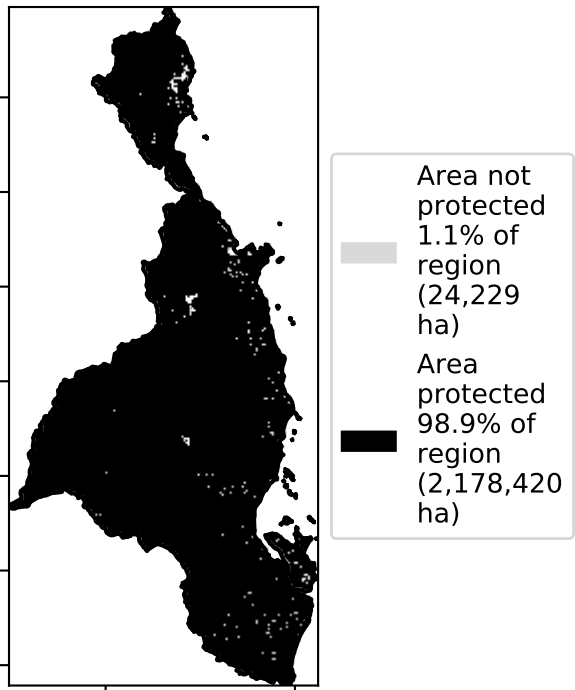 Area not
protected
1.1% of
region
(24,229
ha)
Area
protected
98.9% of
region
(2,178,420
ha)